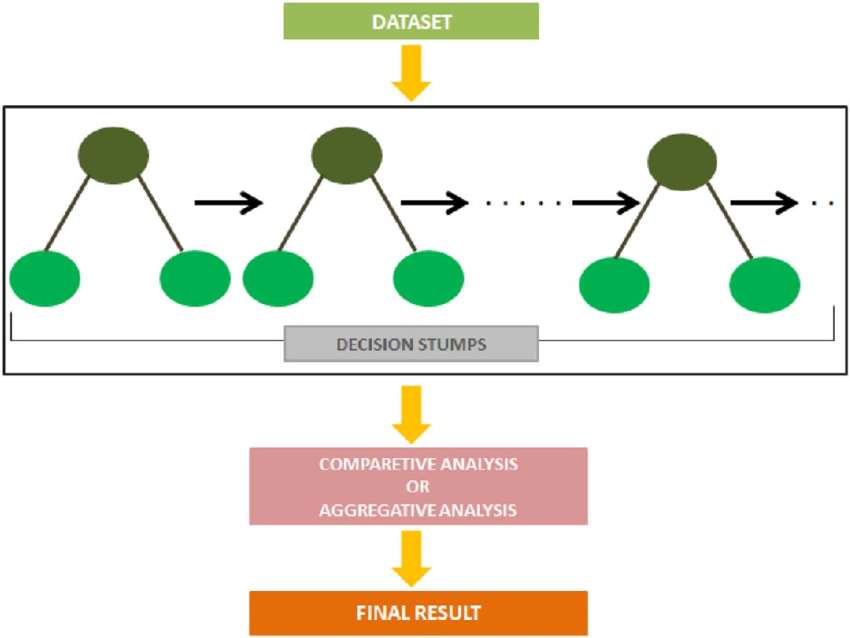 DATASET
DECISION STUMPS
COMPARETIVE ANALYSIS
OR
AGGREGATIVE ANALYSIS
FINAL RESULT